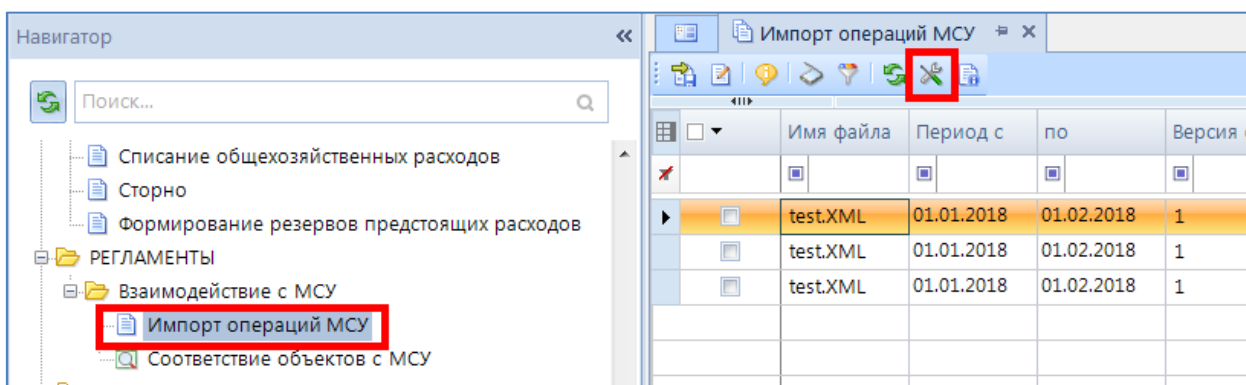 Навигатор
Поиск...
Списание общехозяйственных расходов
Сторно
Формирование резервов предстоящих расходов
РЕГЛАМЕНТЫ
Взаимодействие с МСУ
Импорт операций МСУ
Соответствие объектов с МСУ
Импорт операций МСУ
Имя файла Период с по Версия
test.XML 01.01.2018 01.02.2018 1
test.XML 01.01.2018 01.02.2018 1
test.XML 01.01.2018 01.02.2018 1